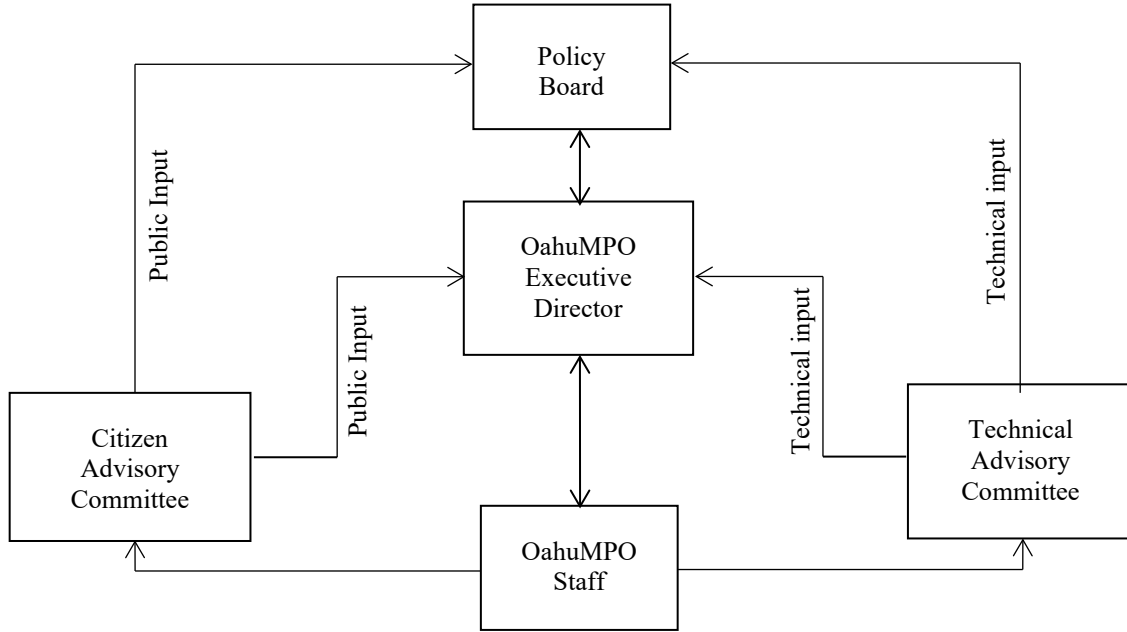 Policy
Board
Public Input
Technical input
OahuMPO
Executive
Director
Public Input
Technical input
Citizen
Advisory
Committee
Technical
Advisory
Committee
OahuMPO
Staff